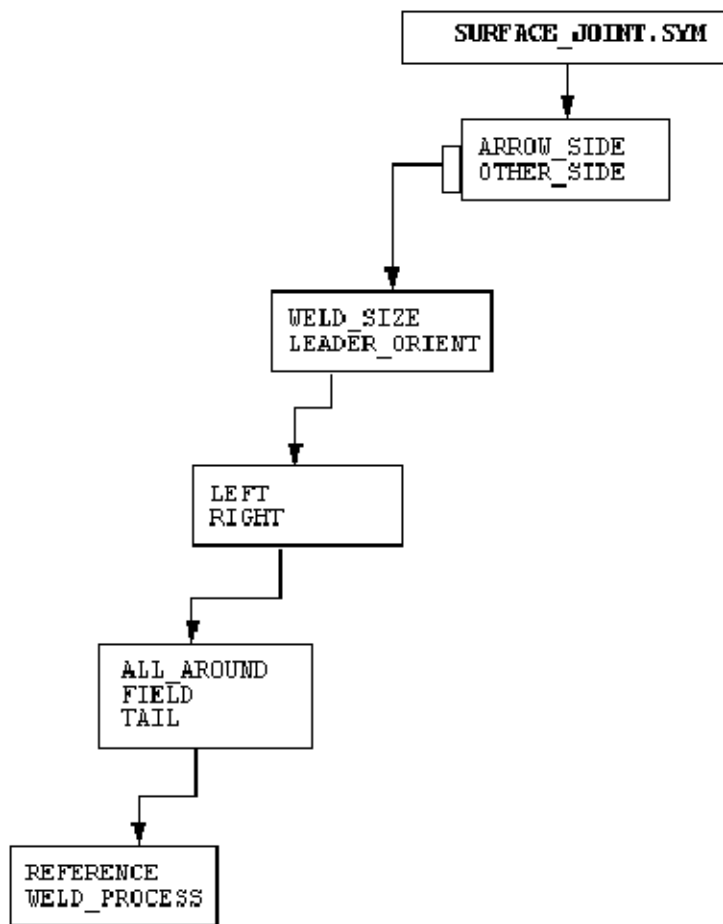 SURFACE_JOINT.SYM
ARROW_SIDE
OTHER_SIDE
WELD_SIZE
LEADER_ORIENT
LEFT
RIGHT
ALL_AROUND
FIELD
TAIL
REFERENCE
WELD_PROCESS